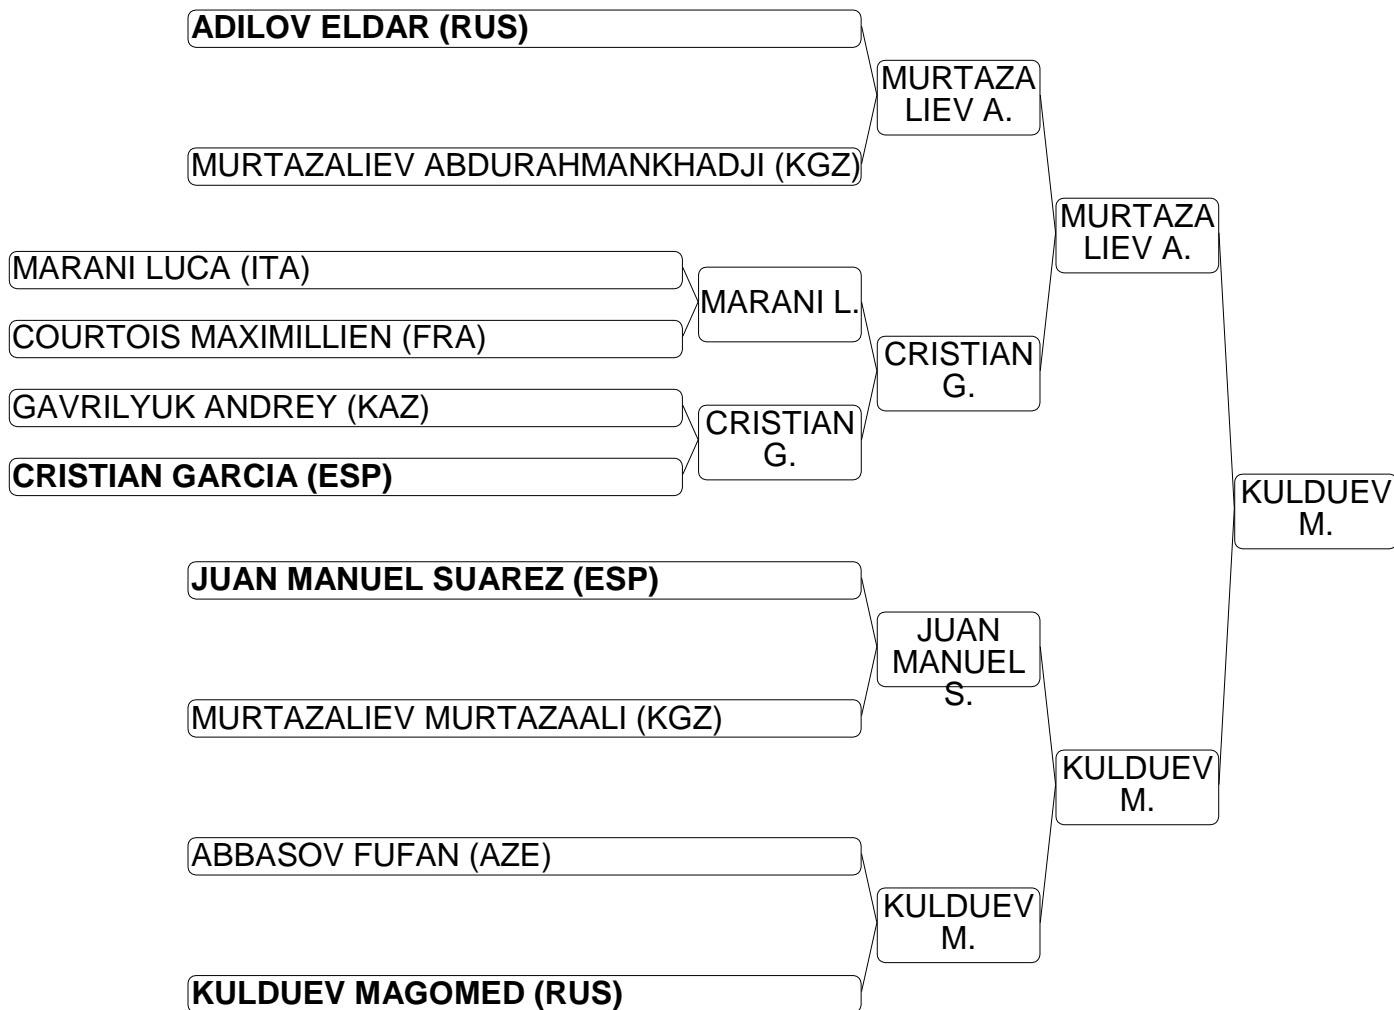 ADILOV ELDAR (RUS)
MURTAZA
LIEV A.
MURTAZALIEV ABDURAHMANKHADJI (KGZ)
MURTAZA
LIEV A.
MARANI LUCA (ITA)
MARANI L.
COURTOIS MAXIMILLIEN (FRA)
CRISTIAN
G.
GAVRILYUK ANDREY (KAZ)
CRISTIAN
G.
CRISTIAN GARCIA (ESP)
KULDUEV
M.
JUAN MANUEL SUAREZ (ESP)
JUAN
MANUEL
S.
MURTAZALIEV MURTAZAALI (KGZ)
KULDUEV
M.
ABBASOV FUFAN (AZE)
KULDUEV
M.
KULDUEV MAGOMED (RUS)